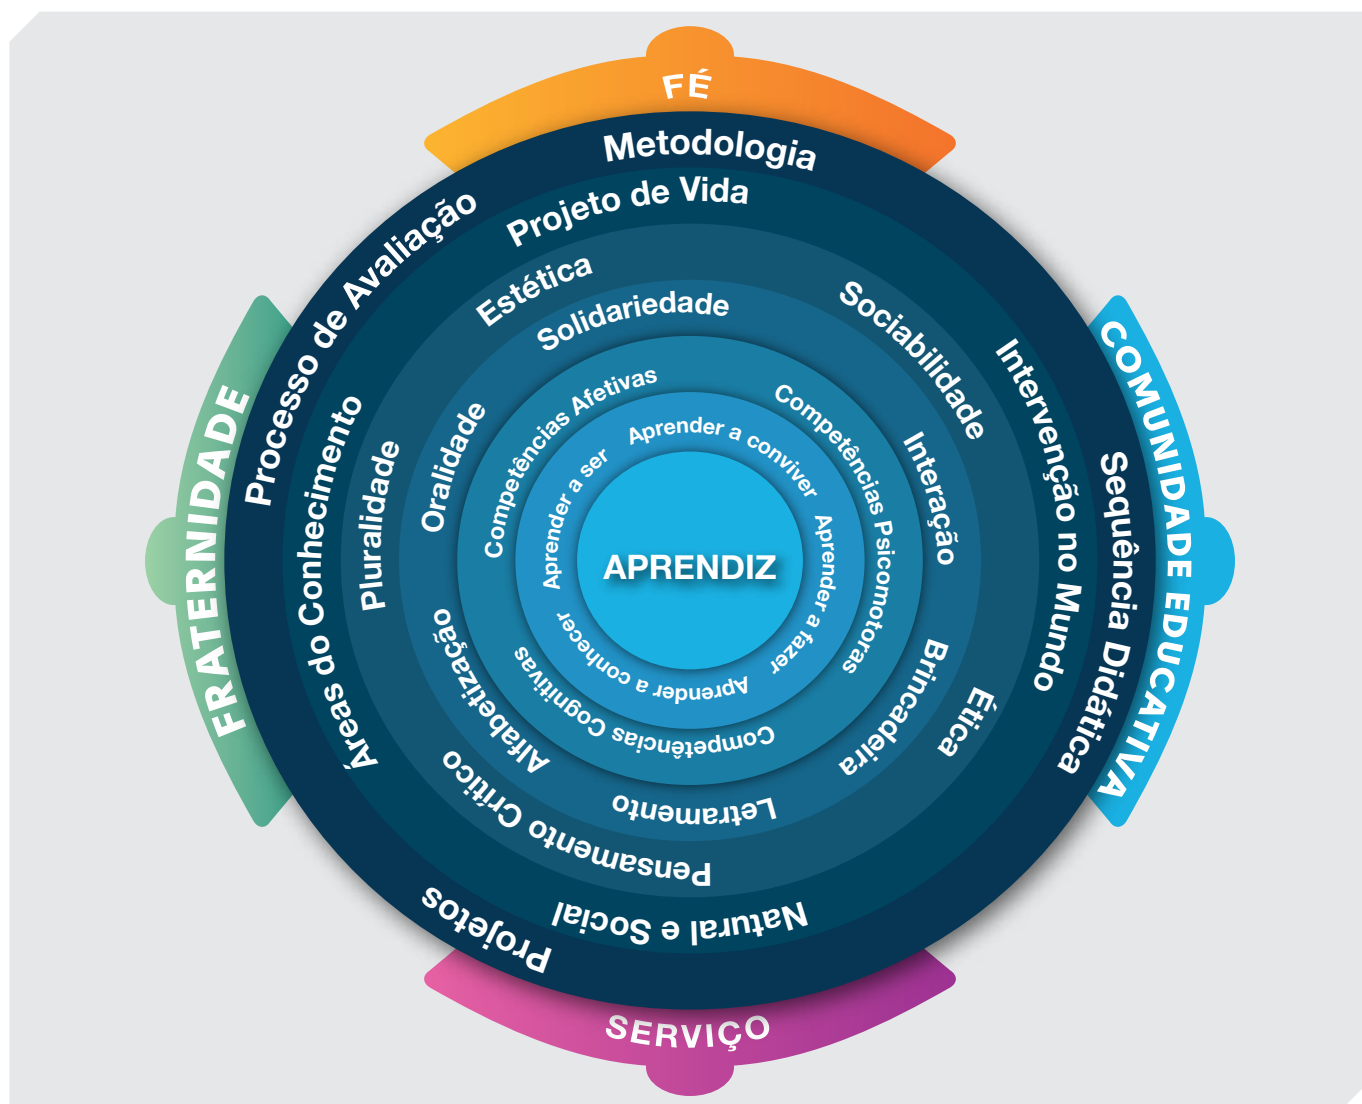 FÉ
Metodologia
Processo de Avaliação
Sequência Didática
Projetos
Projeto de Vida
Intervenção no Mundo
Natural e Social
Áreas do Conhecimento
Estética
Sociabilidade
Ética
Pensamento Crítico
Pluralidade
Solidariedade
Interação
Brincadeira
Letramento
Alfabetização
Oralidade
Competências Afetivas
Competências Psicomotoras
Competências Cognitivas
Aprender a ser
Aprender a conviver
Aprender a fazer
Aprender a conhecer
APRENDIZ
FRATERNIDADE
COMUNIDADE EDUCATIVA
SERVIÇO